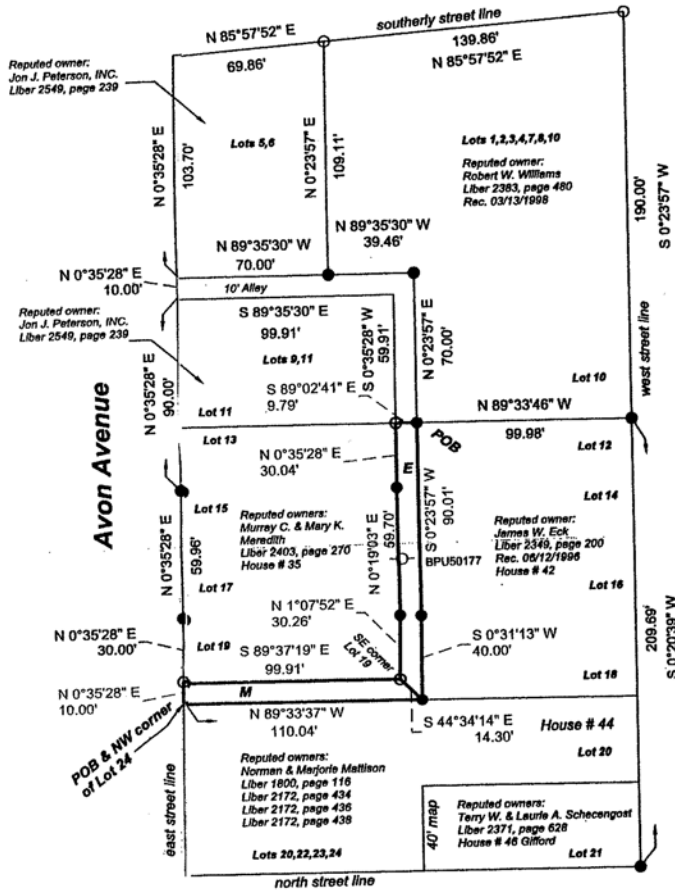 southerly street line
N 85°57'52" E
69.86'
139.86'
N 85°57'52" E
Reputed owner:
Jon J. Peterson, INC.
Liber 2549, page 239
N 0°35'28" E
103.70'
Lots 5,6
N 0°23'57" E
109.11'
Lots 1,2,3,4,7,8,10
Reputed owner:
Robert W. Williams
Liber 2383, page 480
Rec. 03/13/1998
190.00'
S 0°23'57" W
N 89°35'30" W
70.00'
N 89°35'30" W
39.46'
N 0°35'28" E
10.00'
10' Alley
Reputed owner:
Jon J. Peterson, INC.
Liber 2549, page 239
S 89°35'30" E
99.91'
Lots 9,11
S 0°35'28" W
59.91'
N 0°23'57" E
70.00'
west street line
N 0°35'28" E
90.00'
S 89°02'41" E
9.79'
Lot 10
Lot 11
Lot 13
N 89°33'46" W
99.98'
POB
Lot 12
Avon Avenue
N 0°35'28" E
30.04'
E
Lot 14
Lot 15
N 0°35'28" E
59.96'
Reputed owners:
Murray C. & Mary K.
Meredith
Liber 2403, page 270
House # 35
N 0°19'03" E
59.70'
S 0°23'57" W
90.01'
BPU50177
Reputed owner:
James W. Eck
Liber 2349, page 200
Rec. 06/12/1996
House # 42
Lot 16
Lot 17
N 1°07'52" E
30.26'
209.69'
S 0°20'39" W
N 0°35'28" E
30.00'
Lot 19
S 89°37'19" E
99.91'
SE corner
Lot 19
S 0°31'13" W
40.00'
Lot 18
N 0°35'28" E
10.00'
M
N 89°33'37" W
110.04'
S 44°34'14" E
14.30'
House # 44
POB & NW corner
of Lot 24
Lot 20
Reputed owners:
Norman & Marjorie Mattison
Liber 1800, page 116
Liber 2172, page 434
Liber 2172, page 436
Liber 2172, page 438
east street line
40' map
Reputed owners:
Terry W. & Laurie A. Schecengost
Liber 2371, page 628
House # 46 Gifford
Lots 20,22,23,24
Lot 21
north street line